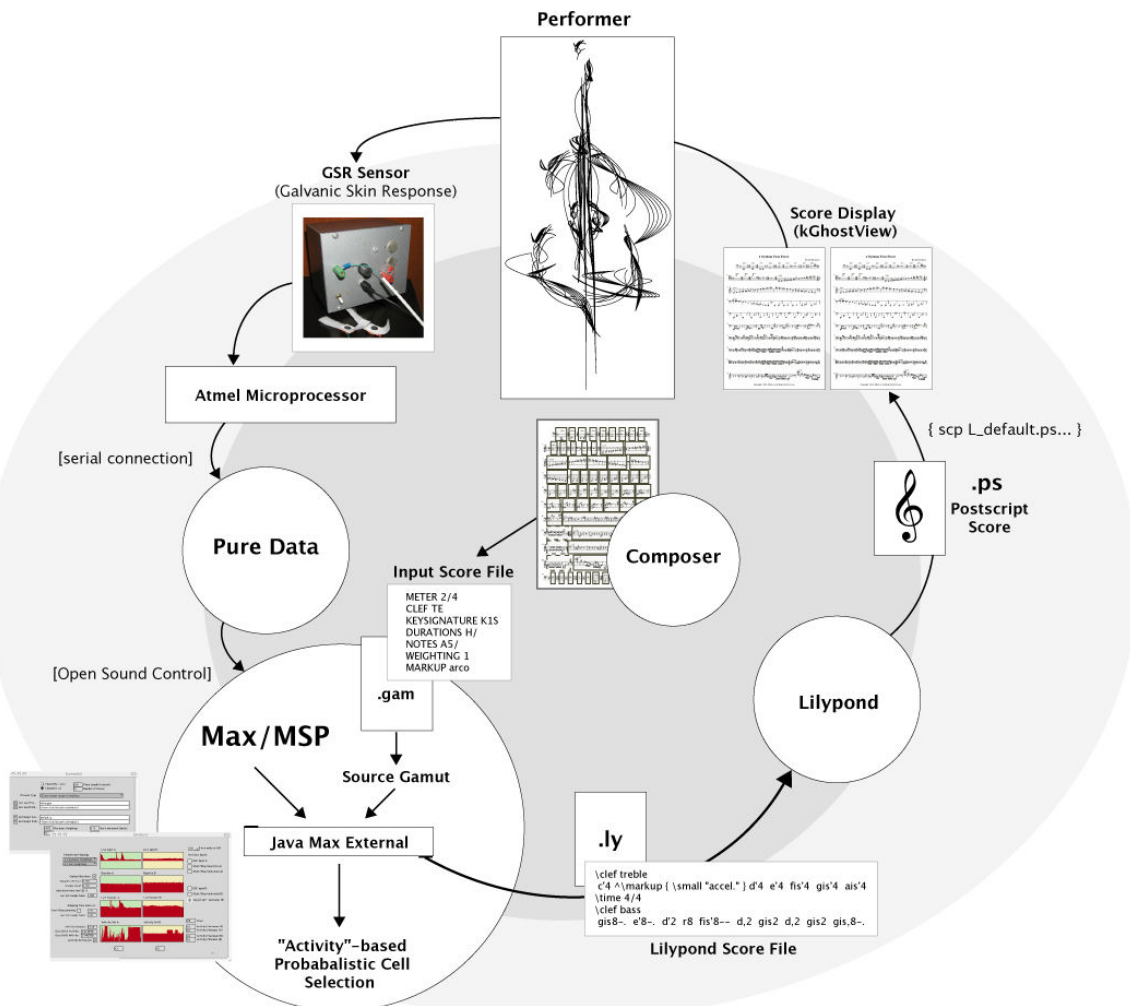 Performer
GSR Sensor
(Galvanic Skin Response)
Score Display
(kGhostView)
Atmel Microprocessor
{ scp L_default.ps... }
[serial connection]
.ps
Postscript
Score
Pure Data
Composer
Input Score File
METER 2/4
CLEF TE
KEYSIGNATURE K1S
DURATIONS H/
NOTES A5/
WEIGHTING 1
MARKUP arco
[Open Sound Control]
.gam
Lilypond
Max/MSP
Source Gamut
Java Max External
.ly
\clef treble
c'4 ^\markup { \small "accel." } d'4 e'4 fis'4 gis'4 ais'4
\time 4/4
\clef bass
gis8-. e'8-. d'2 r8 fis'8-- d,2 gis2 d,2 gis2 gis,8-.
Lilypond Score File
"Activity"-based
Probabalistic Cell
Selection